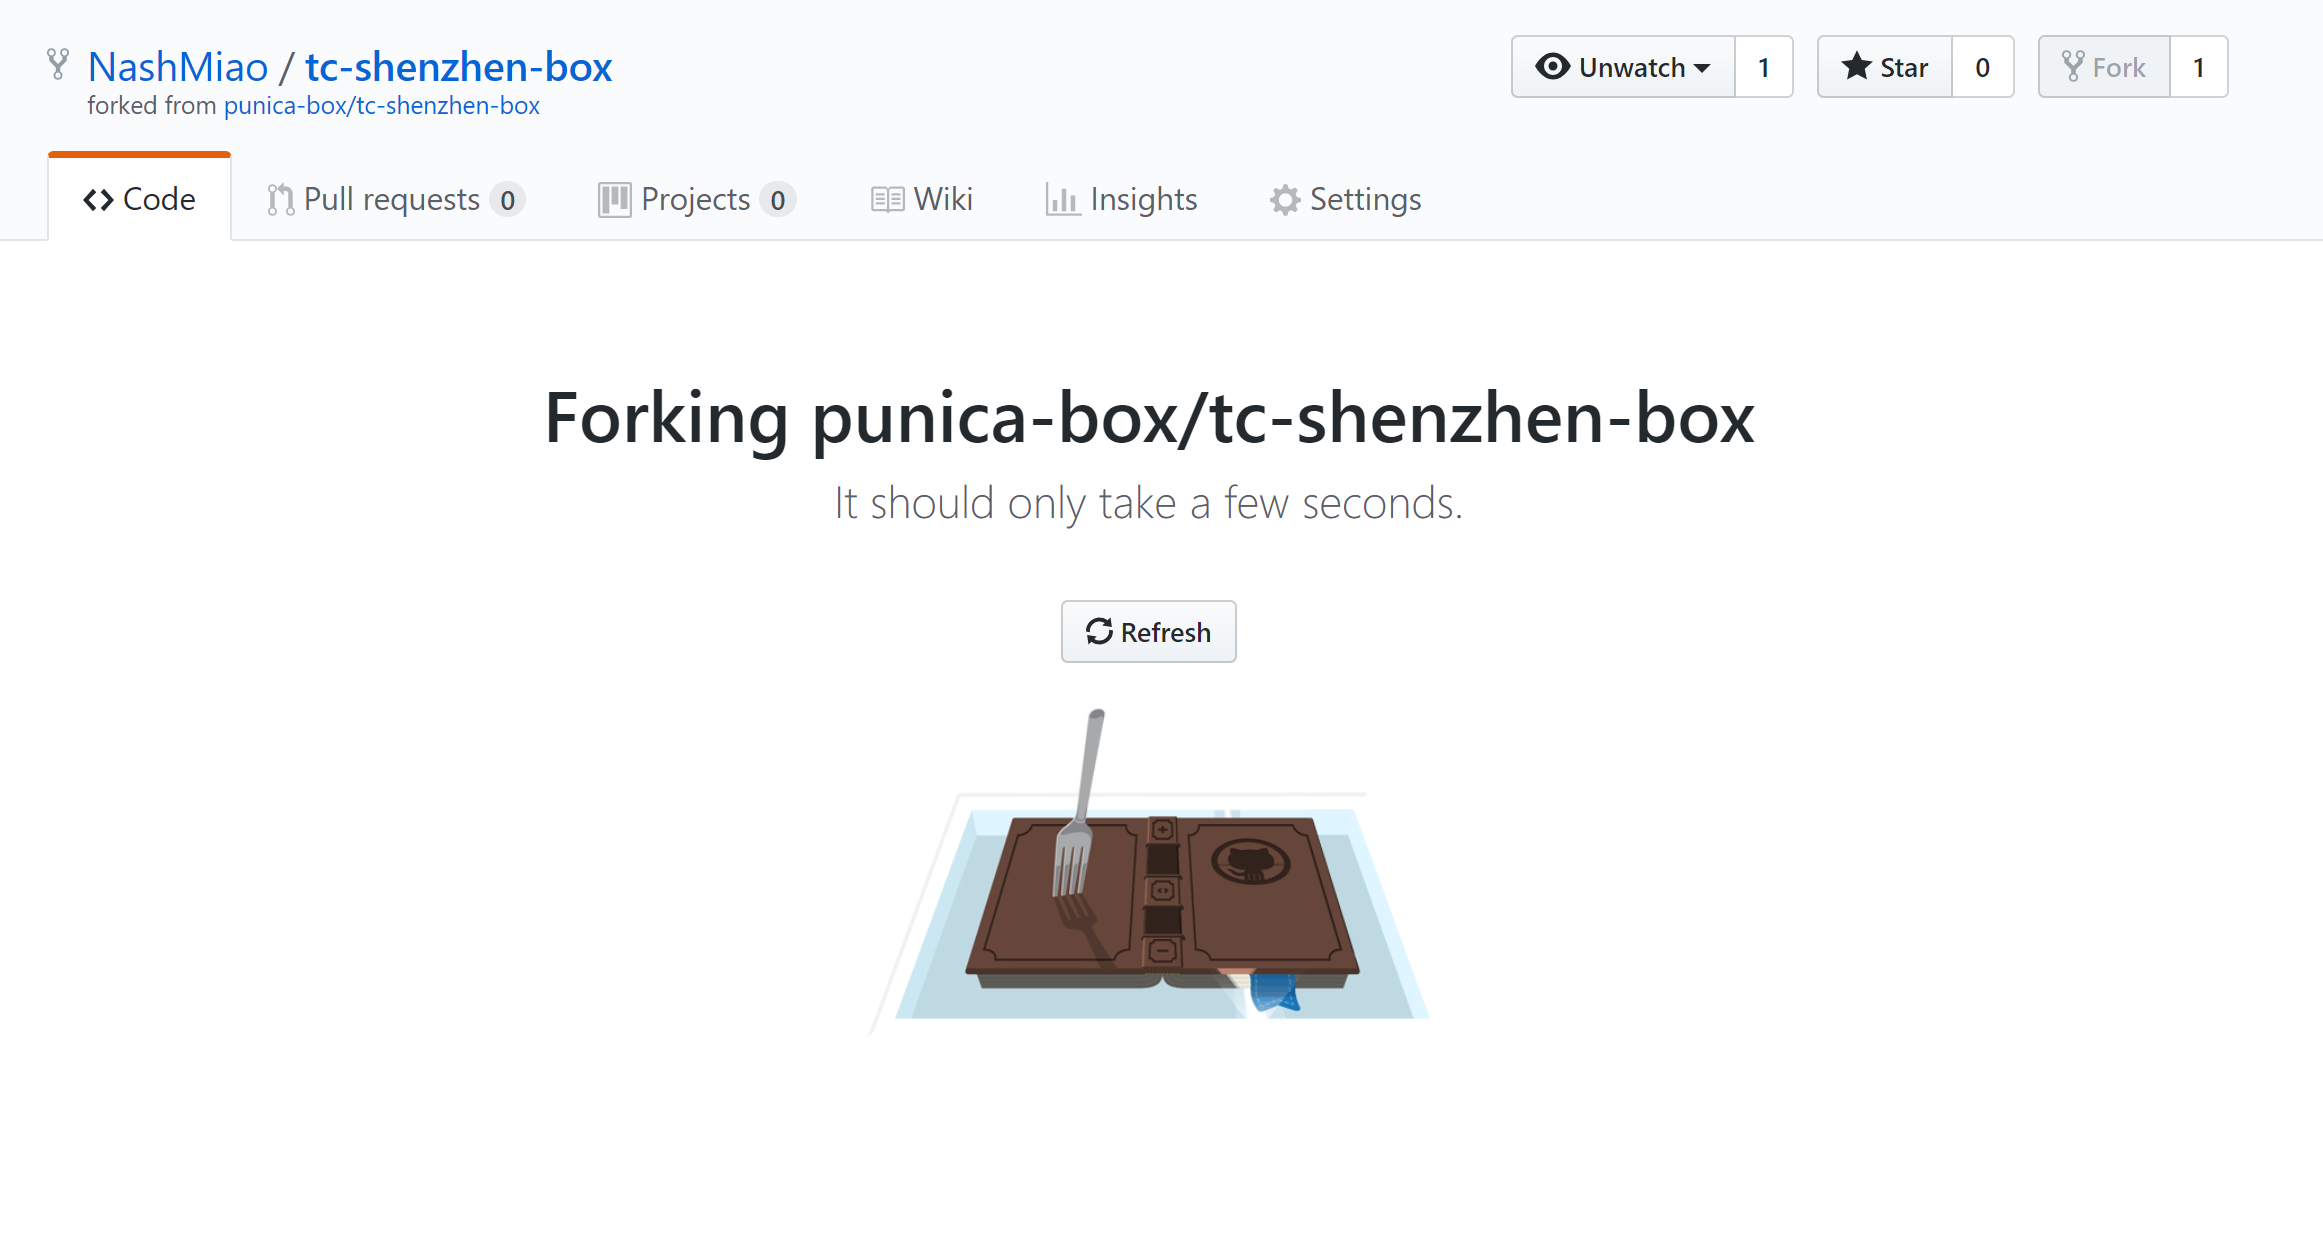 NashMiao / tc-shenzhen-box
forked from punica-box/tc-shenzhen-box
Unwatch 1 Star 0 Fork 1
Code Pull requests 0 Projects 0 Wiki Insights Settings
Forking punica-box/tc-shenzhen-box
It should only take a few seconds.
Refresh